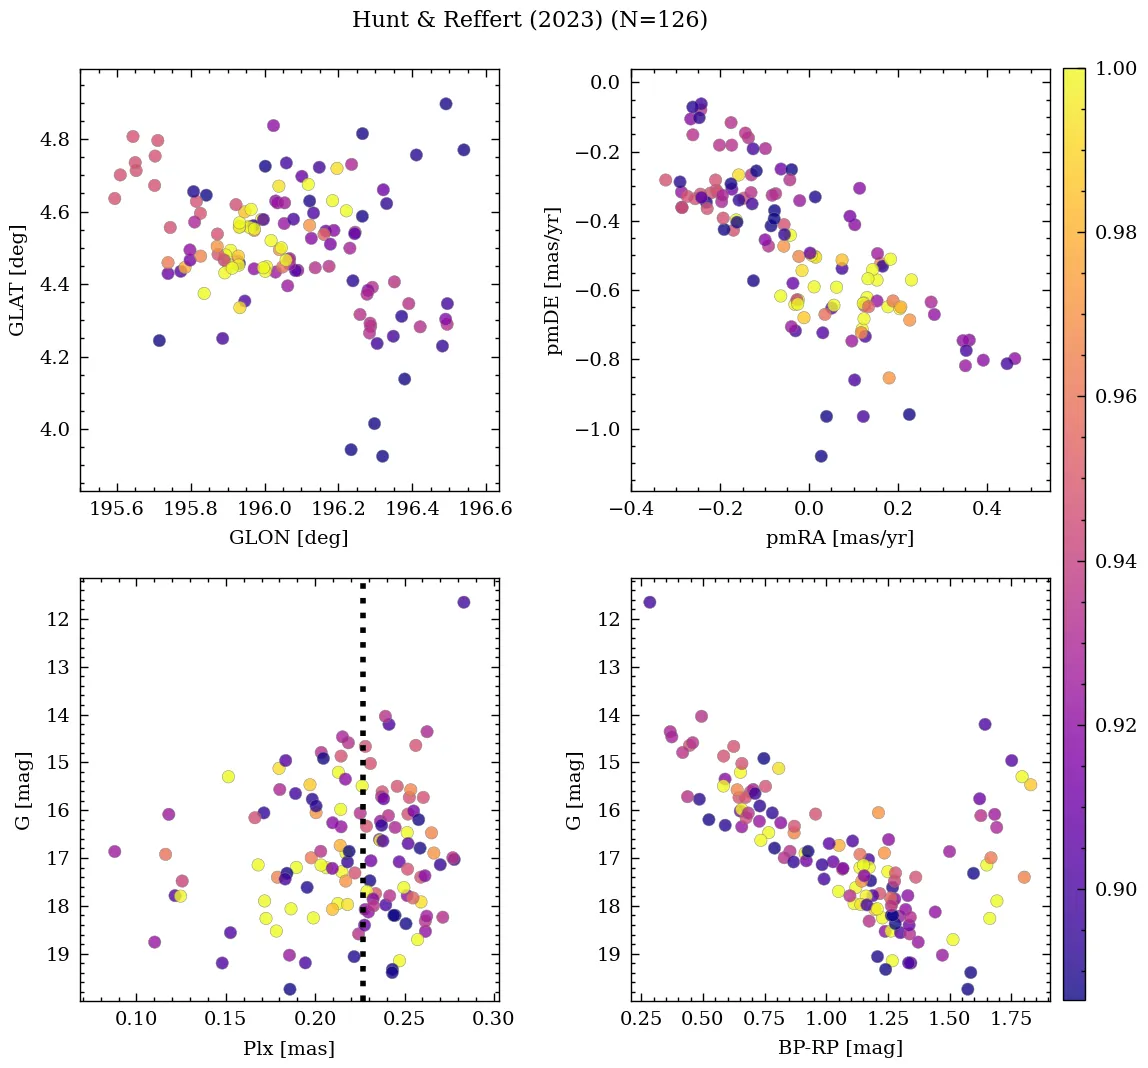 Hunt & Reffert (2023) (N=126)
4.8
4.6
4.4
4.2
4.0
GLAT [deg]
195.6 195.8 196.0 196.2 196.4 196.6
GLON [deg]
0.0
−0.2
−0.4
−0.6
−0.8
−1.0
pmDE [mas/yr]
−0.4 −0.2 0.0 0.2 0.4
pmRA [mas/yr]
1.00
0.98
0.96
0.94
0.92
0.90
12
13
14
15
16
17
18
19
G [mag]
0.10 0.15 0.20 0.25 0.30
Plx [mas]
12
13
14
15
16
17
18
19
G [mag]
0.25 0.50 0.75 1.00 1.25 1.50 1.75
BP-RP [mag]